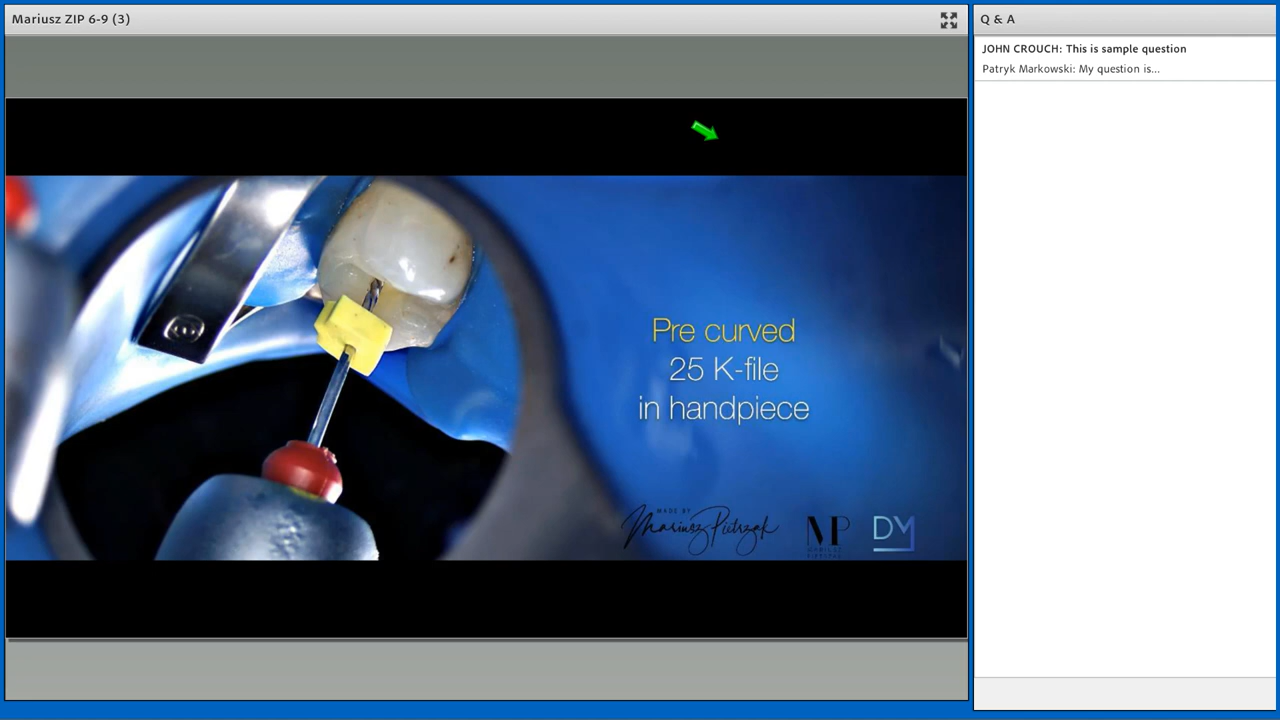 Mariusz ZIP 6-9 (3)
Q & A
JOHN CROUCH: This is sample question
Patryk Markowski: My question is...
Pre curved
25 K-file
in handpiece
MADE BY
Mariusz Pietrzak
MP
DM